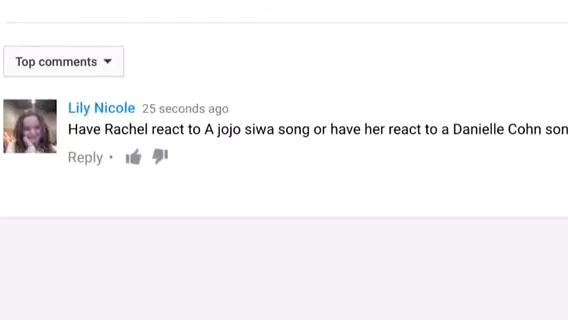 Top comments
Lily Nicole 25 seconds ago
Have Rachel react to A jojo siwa song or have her react to a Danielle Cohn son
Reply •